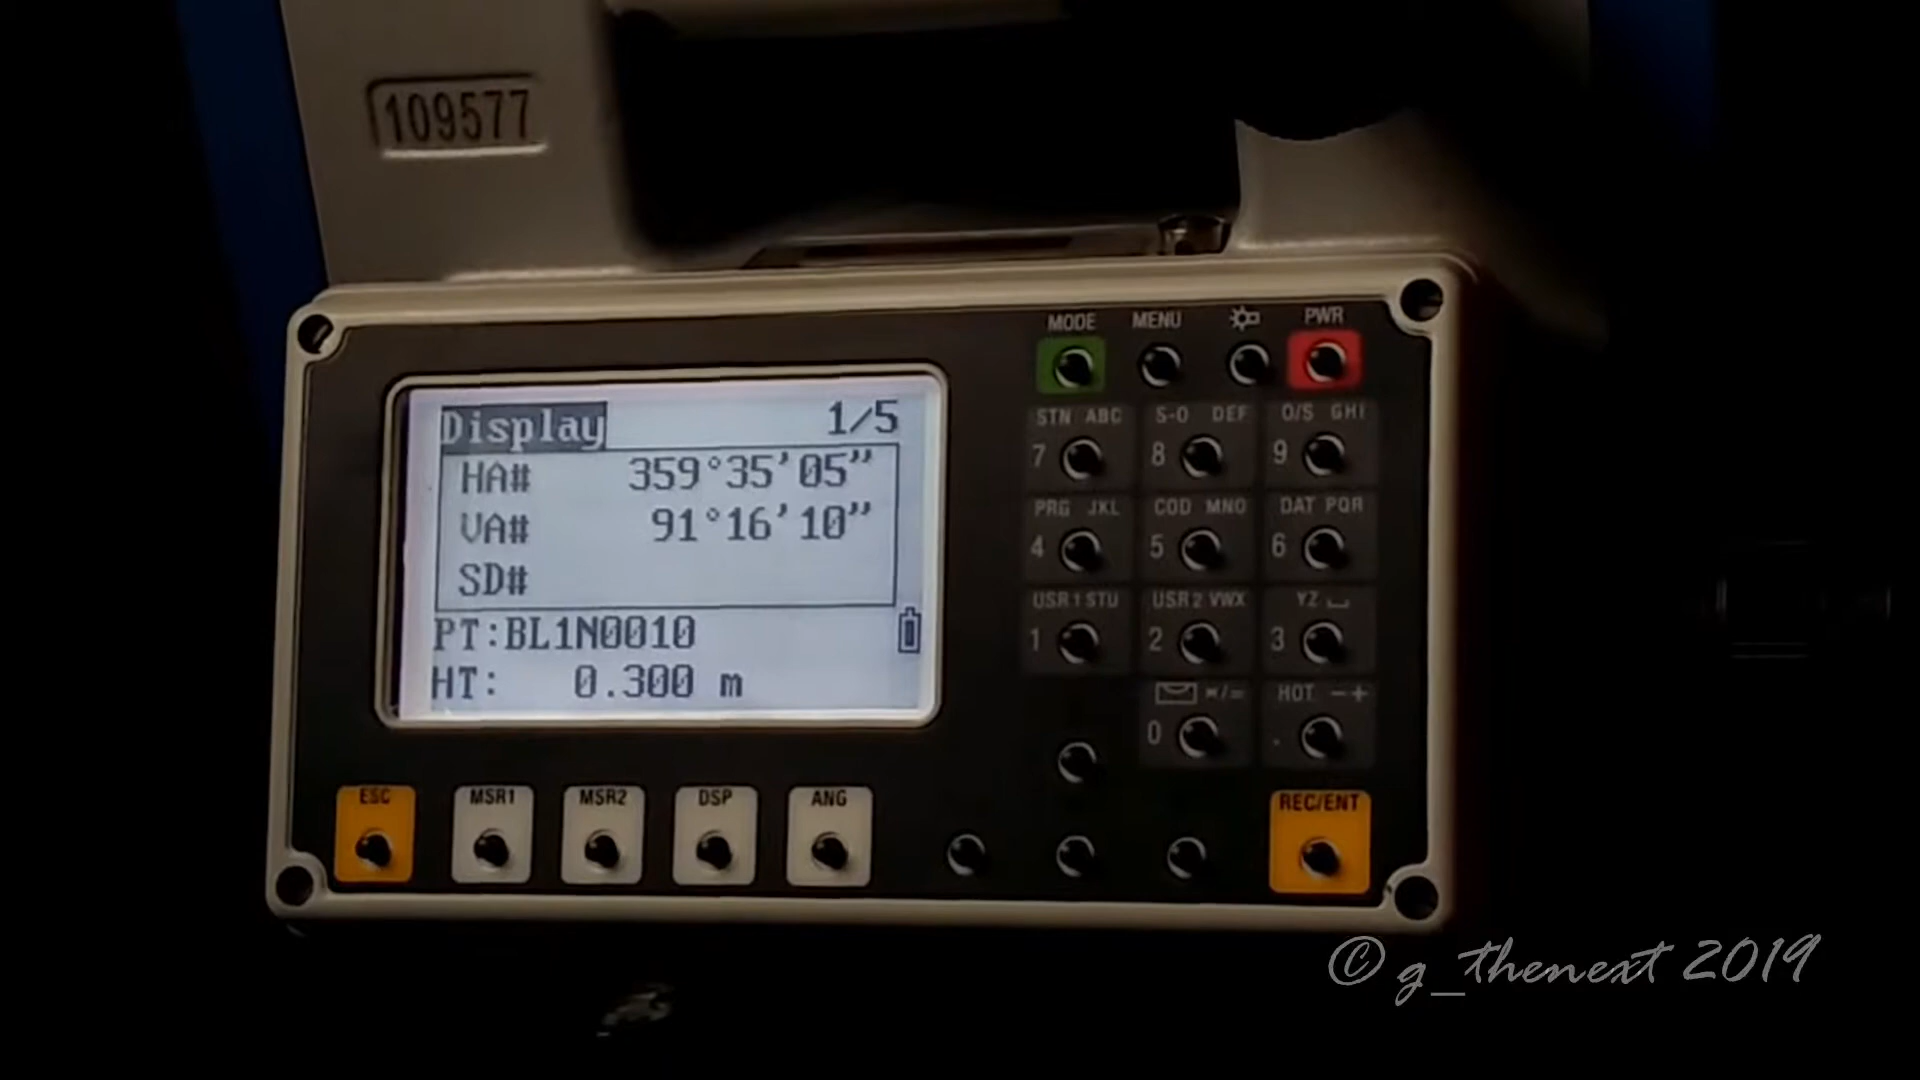 109577
MODE MENU PWR
Display 1/5
HA# 359°35'05"
VA# 91°16'10"
SD#
PT:BL1N0010
HT: 0.300 m
STN ABC S-O DEF O/S GHI
7 8 9
PRG JKL COD MNO DAT PQR
4 5 6
USR1 STU USR2 VWX YZ
1 2 3
*/= HOT -+
0 .
ESC MSR1 MSR2 DSP ANG REC/ENT
© g_thenext 2019